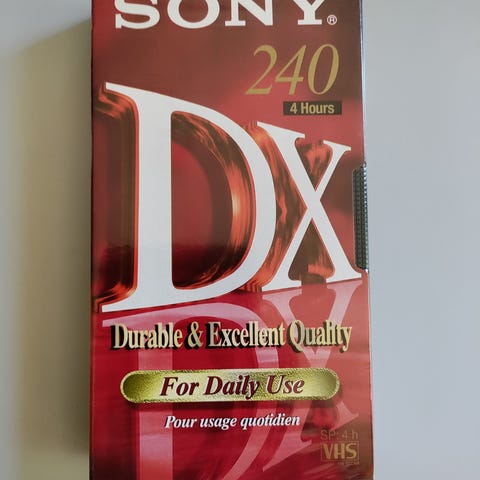 SONY®
240
4 Hours
DX
Durable & Excellent Quality
For Daily Use
Pour usage quotidien
SP: 4 h
VHS